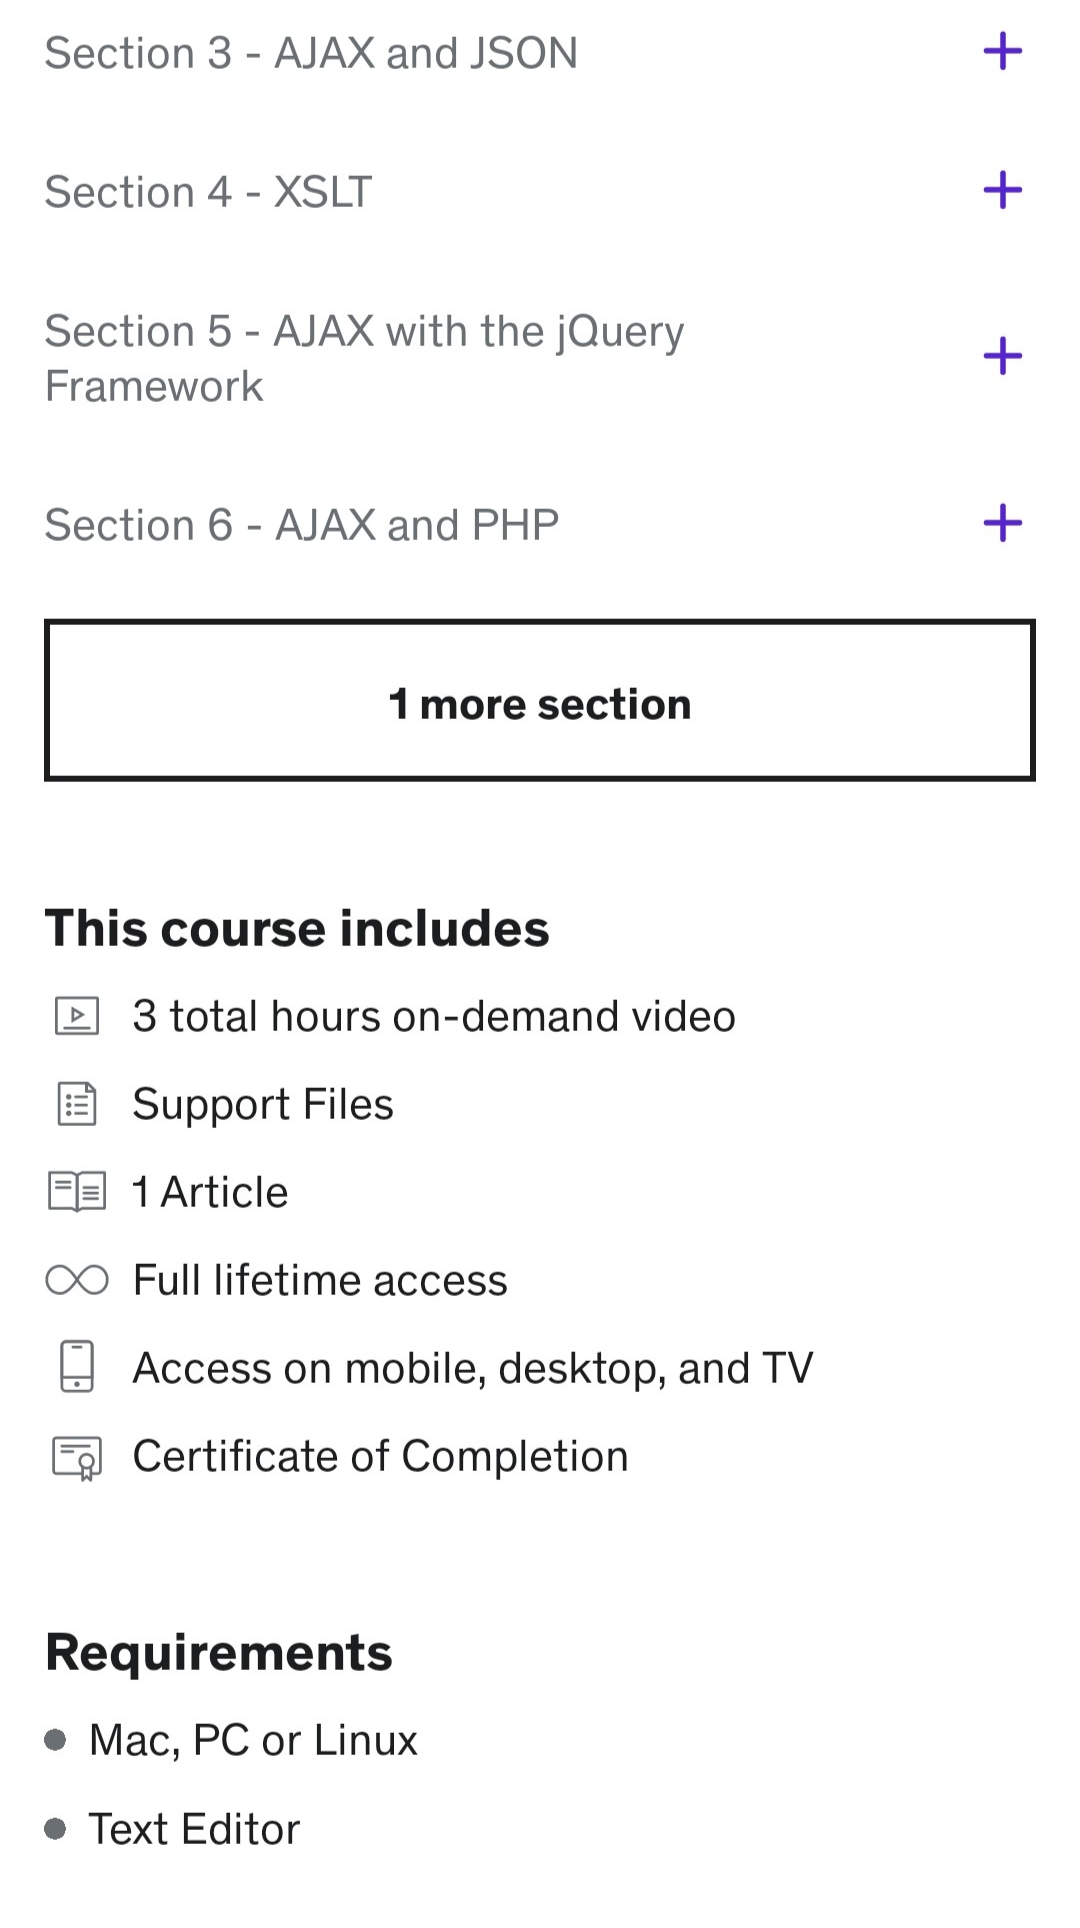 Section 3 - AJAX and JSON
Section 4 - XSLT
Section 5 - AJAX with the jQuery
Framework
Section 6 - AJAX and PHP
1 more section
This course includes
3 total hours on-demand video
Support Files
1 Article
Full lifetime access
Access on mobile, desktop, and TV
Certificate of Completion
Requirements
Mac, PC or Linux
Text Editor